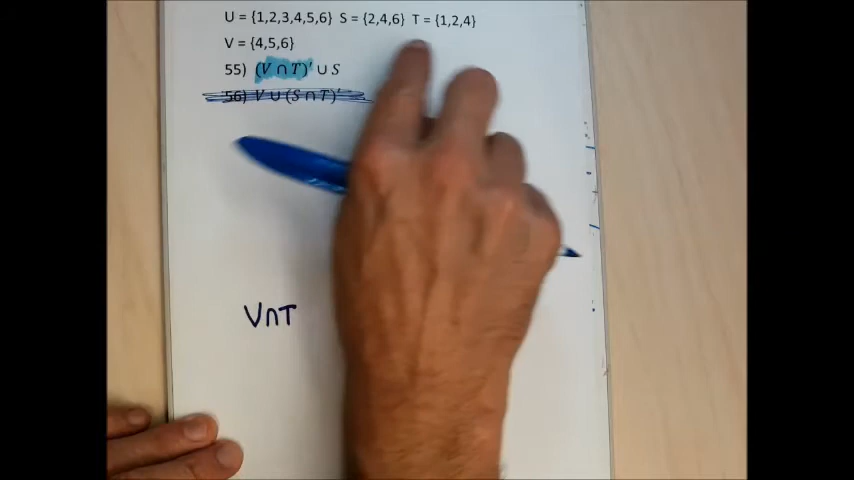 U = {1,2,3,4,5,6} S = {2,4,6} T = {1,2,4}
V = {4,5,6}
55) (V ∩ T)′ ∪ S
56) V ∪ (S ∩ T)′
V∩T